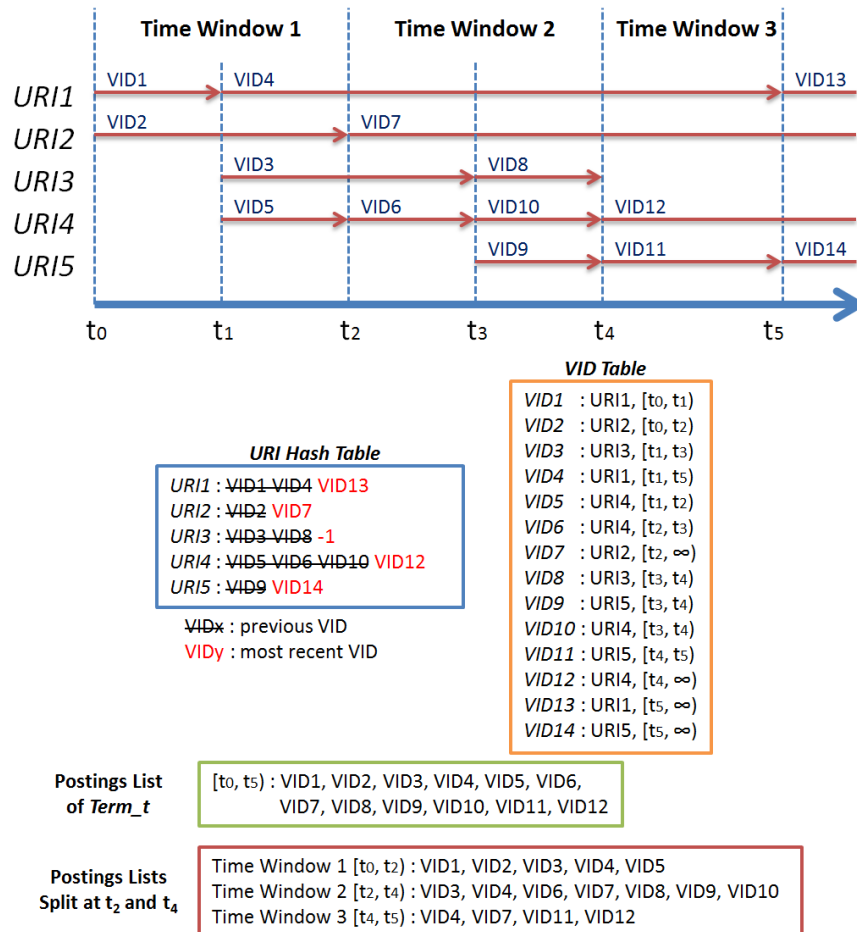 Time Window 1 Time Window 2 Time Window 3
URI1 VID1 VID4 VID13
URI2 VID2 VID7
URI3 VID3 VID8
URI4 VID5 VID6 VID10 VID12
URI5 VID9 VID11 VID14
t0 t1 t2 t3 t4 t5
VID Table
VID1 : URI1, [t0, t1)
VID2 : URI2, [t0, t2)
VID3 : URI3, [t1, t3)
VID4 : URI1, [t1, t5)
VID5 : URI4, [t1, t2)
VID6 : URI4, [t2, t3)
VID7 : URI2, [t2, ∞)
VID8 : URI3, [t3, t4)
VID9 : URI5, [t3, t4)
VID10 : URI4, [t3, t4)
VID11 : URI5, [t4, t5)
VID12 : URI4, [t4, ∞)
VID13 : URI1, [t5, ∞)
VID14 : URI5, [t5, ∞)
URI Hash Table
URI1 : VID1 VID4 VID13
URI2 : VID2 VID7
URI3 : VID3 VID8 -1
URI4 : VID5 VID6 VID10 VID12
URI5 : VID9 VID14
VIDx : previous VID
VIDy : most recent VID
Postings List
of Term_t
[t0, t5) : VID1, VID2, VID3, VID4, VID5, VID6,
VID7, VID8, VID9, VID10, VID11, VID12
Postings Lists
Split at t2 and t4
Time Window 1 [t0, t2) : VID1, VID2, VID3, VID4, VID5
Time Window 2 [t2, t4) : VID3, VID4, VID6, VID7, VID8, VID9, VID10
Time Window 3 [t4, t5) : VID4, VID7, VID11, VID12